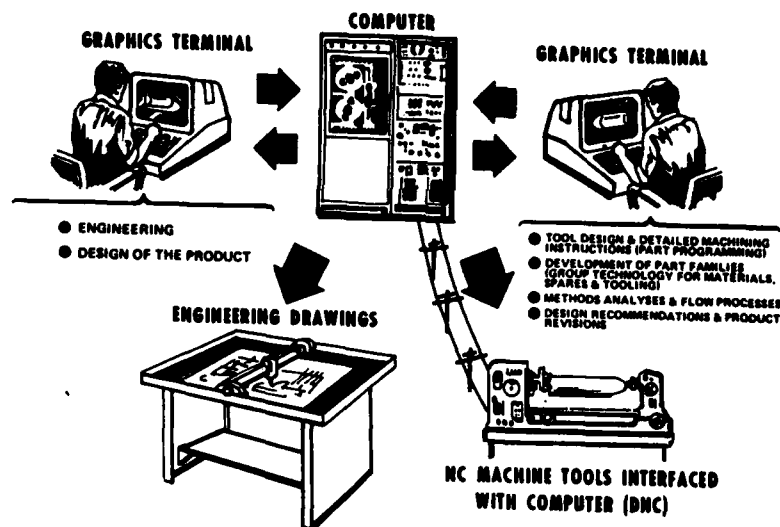 COMPUTER
GRAPHICS TERMINAL
GRAPHICS TERMINAL
● ENGINEERING
● DESIGN OF THE PRODUCT
● TOOL DESIGN & DETAILED MACHINING
INSTRUCTIONS (PART PROGRAMMING)
● DEVELOPMENT OF PART FAMILIES
(GROUP TECHNOLOGY FOR MATERIALS,
SPARES & TOOLING)
● METHODS ANALYSES & FLOW PROCESSES
● DESIGN RECOMMENDATIONS & PRODUCT
REVISIONS
ENGINEERING DRAWINGS
NC MACHINE TOOLS INTERFACED
WITH COMPUTER (DNC)